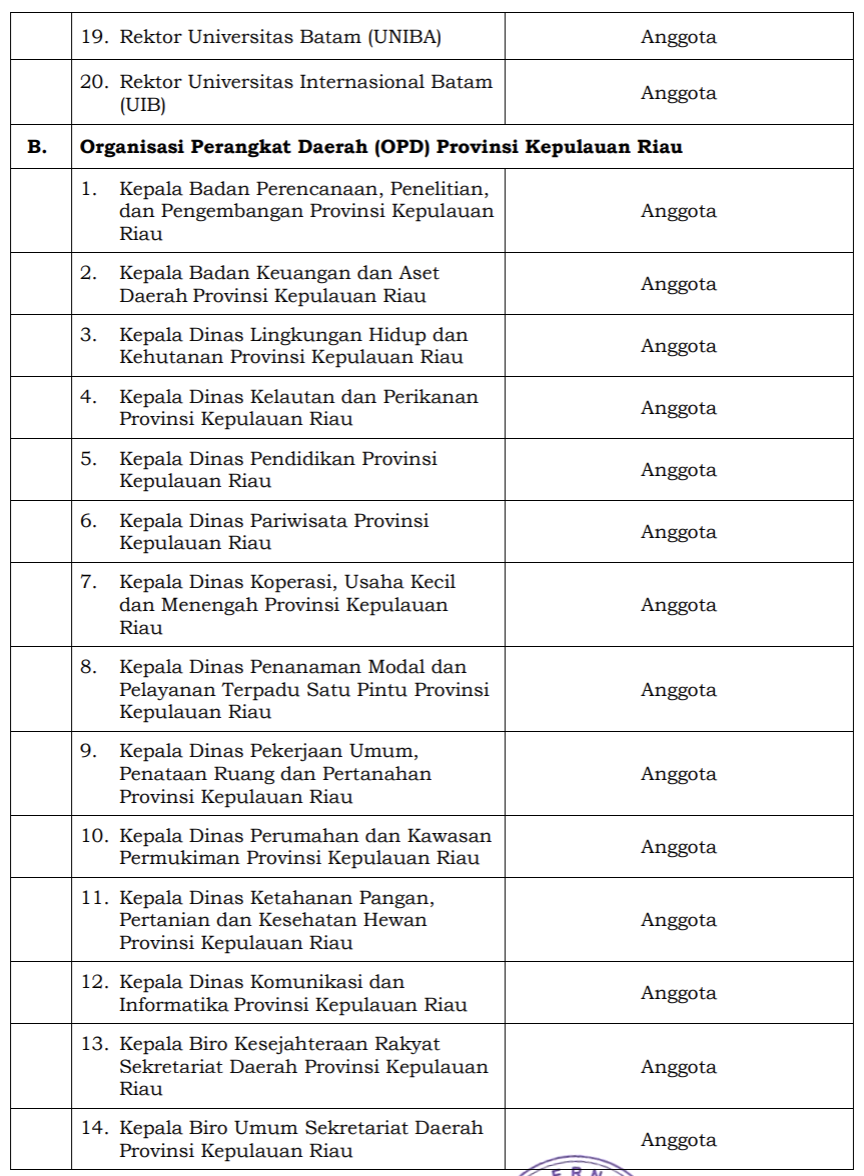 19. Rektor Universitas Batam (UNIBA) Anggota
20. Rektor Universitas Internasional Batam
(UIB)
Anggota
B. Organisasi Perangkat Daerah (OPD) Provinsi Kepulauan Riau
1. Kepala Badan Perencanaan, Penelitian,
dan Pengembangan Provinsi Kepulauan
Riau
Anggota
2. Kepala Badan Keuangan dan Aset
Daerah Provinsi Kepulauan Riau
Anggota
3. Kepala Dinas Lingkungan Hidup dan
Kehutanan Provinsi Kepulauan Riau
Anggota
4. Kepala Dinas Kelautan dan Perikanan
Provinsi Kepulauan Riau
Anggota
5. Kepala Dinas Pendidikan Provinsi
Kepulauan Riau
Anggota
6. Kepala Dinas Pariwisata Provinsi
Kepulauan Riau
Anggota
7. Kepala Dinas Koperasi, Usaha Kecil
dan Menengah Provinsi Kepulauan
Riau
Anggota
8. Kepala Dinas Penanaman Modal dan
Pelayanan Terpadu Satu Pintu Provinsi
Kepulauan Riau
Anggota
9. Kepala Dinas Pekerjaan Umum,
Penataan Ruang dan Pertanahan
Provinsi Kepulauan Riau
Anggota
10. Kepala Dinas Perumahan dan Kawasan
Permukiman Provinsi Kepulauan Riau
Anggota
11. Kepala Dinas Ketahanan Pangan,
Pertanian dan Kesehatan Hewan
Provinsi Kepulauan Riau
Anggota
12. Kepala Dinas Komunikasi dan
Informatika Provinsi Kepulauan Riau
Anggota
13. Kepala Biro Kesejahteraan Rakyat
Sekretariat Daerah Provinsi Kepulauan
Riau
Anggota
14. Kepala Biro Umum Sekretariat Daerah
Provinsi Kepulauan Riau
Anggota